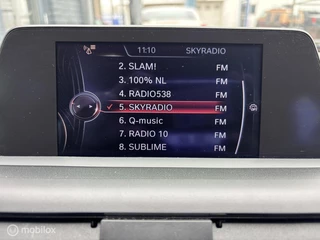 11:10 SKYRADIO
2. SLAM! FM
3. 100% NL FM
4. RADIO538 FM
5. SKYRADIO FM
6. Q-music FM
7. RADIO 10 FM
8. SUBLIME FM
mobilox